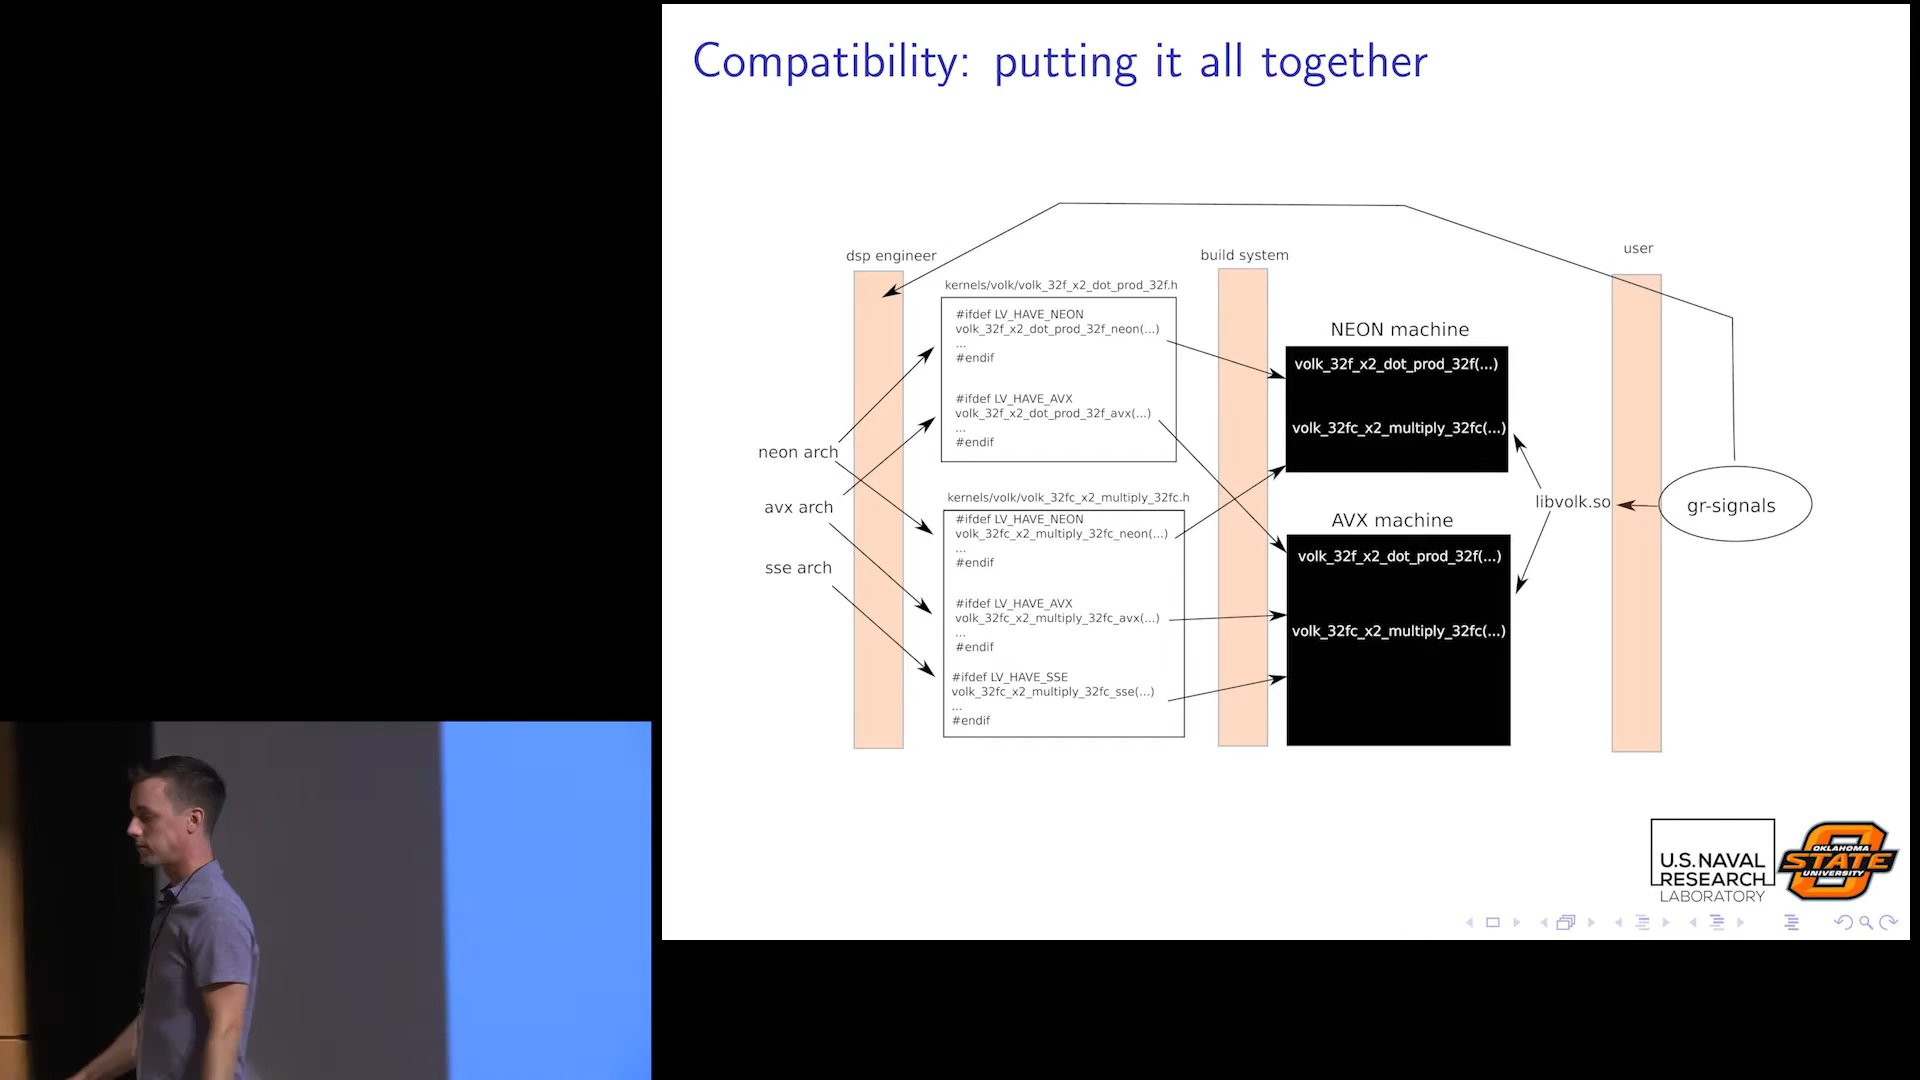 Compatibility: putting it all together
dsp engineer
build system
user
kernels/volk/volk_32f_x2_dot_prod_32f.h
#ifdef LV_HAVE_NEON
volk_32f_x2_dot_prod_32f_neon(...)
...
#endif
#ifdef LV_HAVE_AVX
volk_32f_x2_dot_prod_32f_avx(...)
...
#endif
neon arch
avx arch
sse arch
kernels/volk/volk_32fc_x2_multiply_32fc.h
#ifdef LV_HAVE_NEON
volk_32fc_x2_multiply_32fc_neon(...)
...
#endif
#ifdef LV_HAVE_AVX
volk_32fc_x2_multiply_32fc_avx(...)
...
#endif
#ifdef LV_HAVE_SSE
volk_32fc_x2_multiply_32fc_sse(...)
...
#endif
NEON machine
volk_32f_x2_dot_prod_32f(...)
volk_32fc_x2_multiply_32fc(...)
AVX machine
volk_32f_x2_dot_prod_32f(...)
volk_32fc_x2_multiply_32fc(...)
libvolk.so
gr-signals
U.S. NAVAL
RESEARCH
LABORATORY
OKLAHOMA
STATE
UNIVERSITY